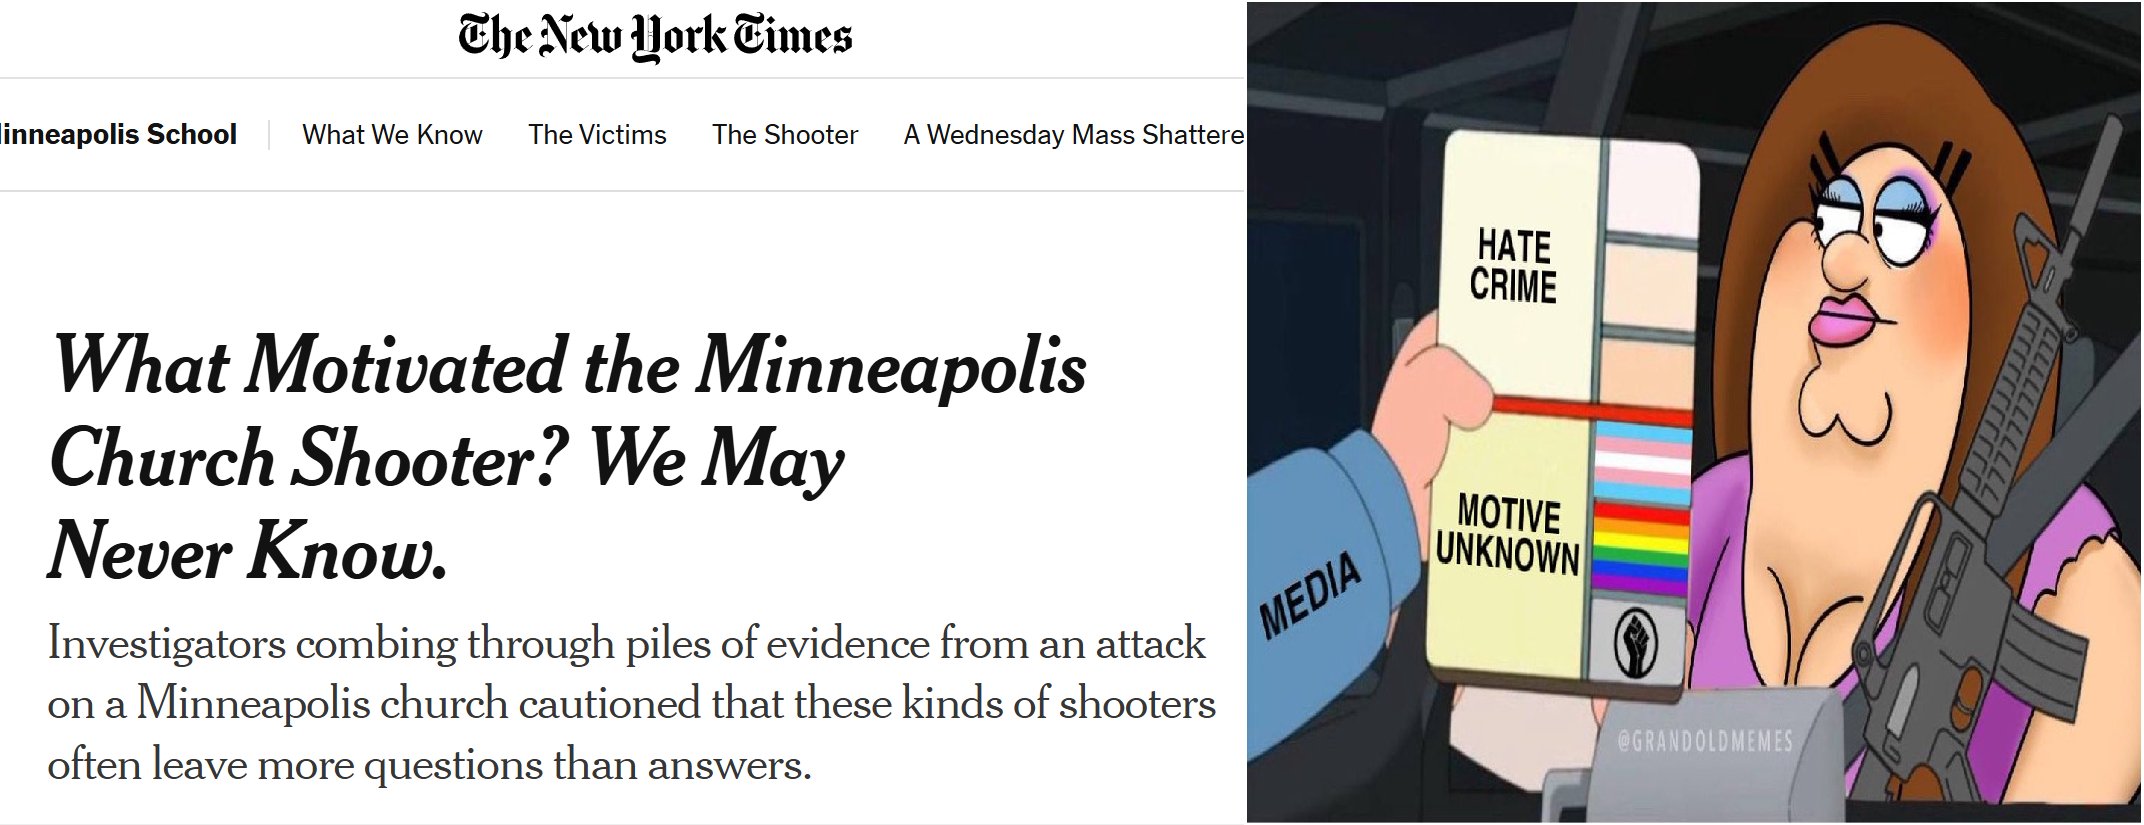 The New York Times
inneapolis School
What We Know
The Victims
The Shooter
A Wednesday Mass Shattere
What Motivated the Minneapolis
Church Shooter? We May
Never Know.
Investigators combing through piles of evidence from an attack
on a Minneapolis church cautioned that these kinds of shooters
often leave more questions than answers.
HATE
CRIME
MOTIVE
UNKNOWN
MEDIA
@GRANDOLDMEMES